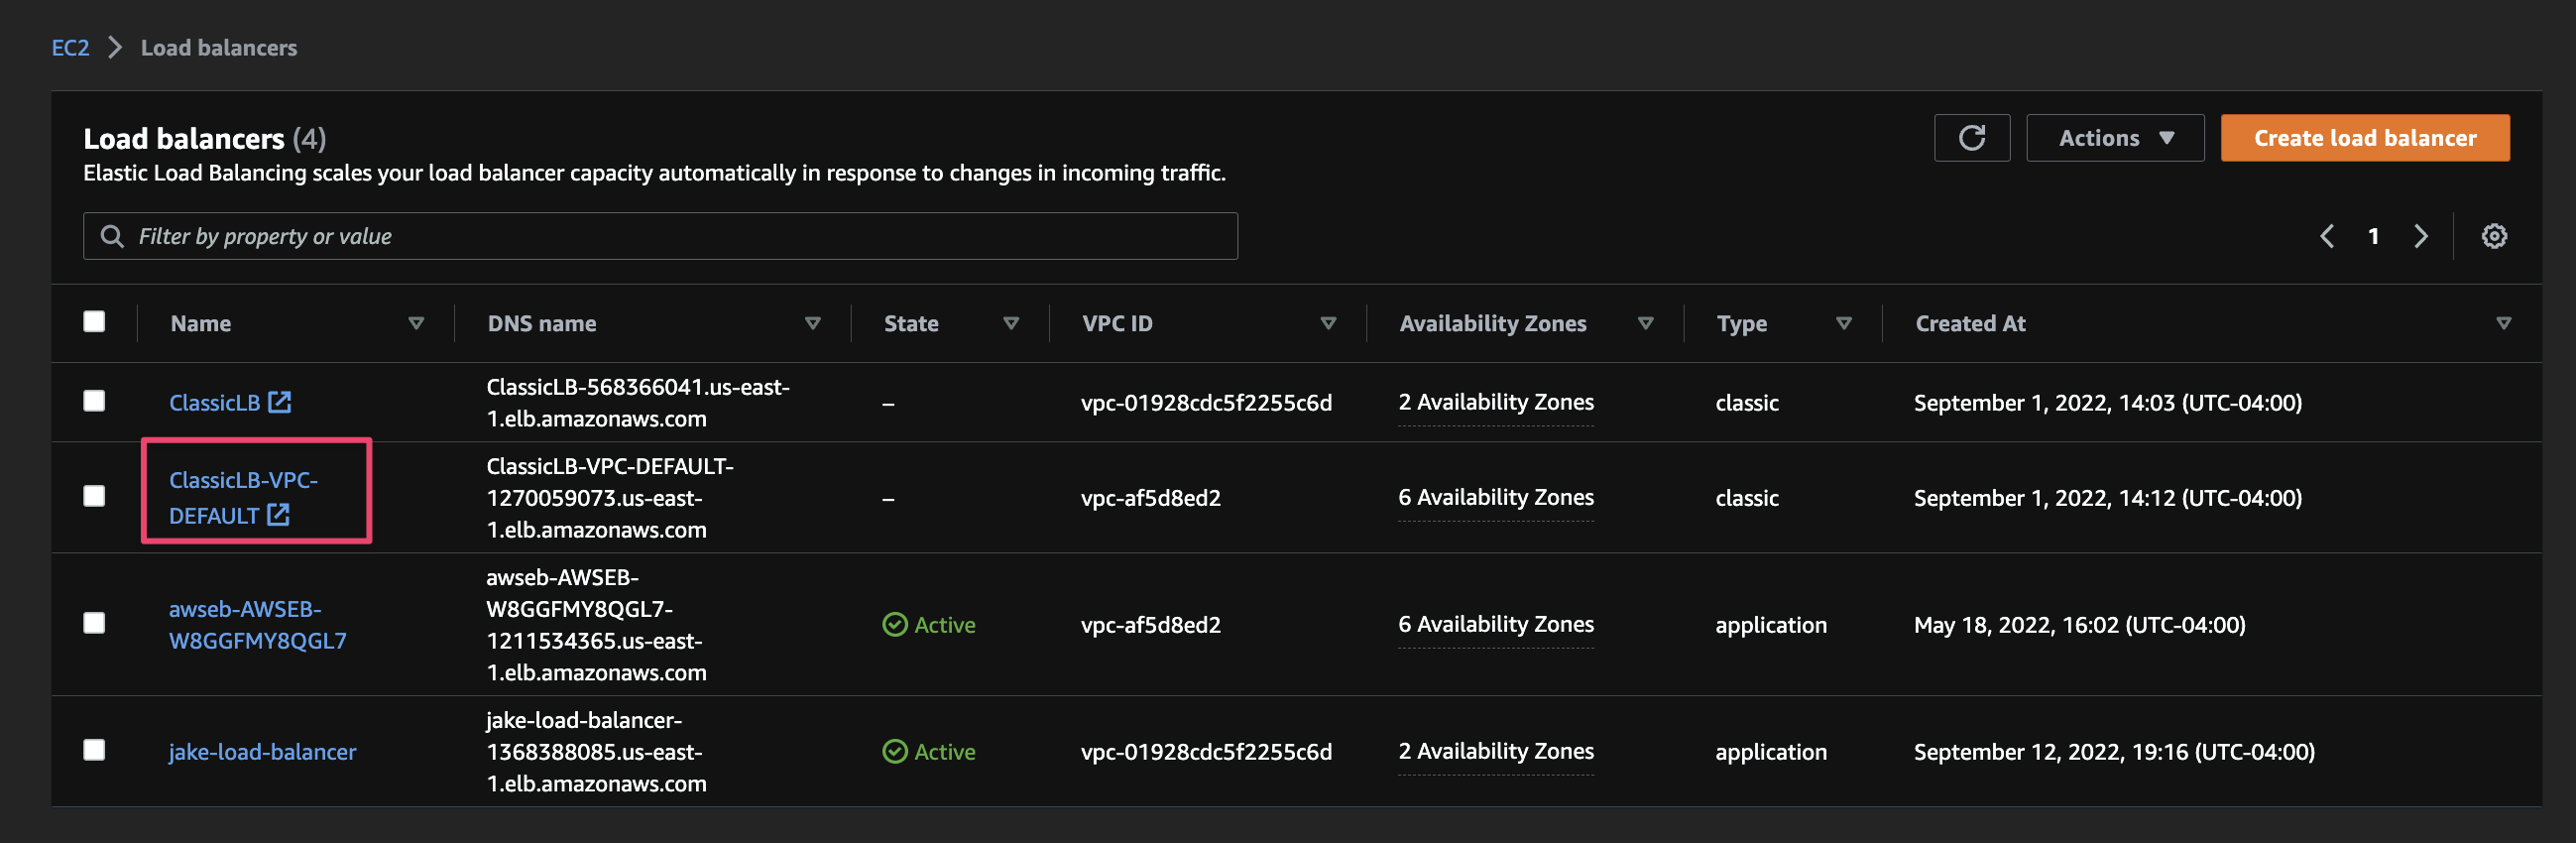 EC2 > Load balancers
Load balancers (4)
Elastic Load Balancing scales your load balancer capacity automatically in response to changes in incoming traffic.
Actions
Create load balancer
Filter by property or value
1
Name DNS name State VPC ID Availability Zones Type Created At
ClassicLB ClassicLB-568366041.us-east-
1.elb.amazonaws.com – vpc-01928cdc5f2255c6d 2 Availability Zones classic September 1, 2022, 14:03 (UTC-04:00)
ClassicLB-VPC-
DEFAULT
ClassicLB-VPC-DEFAULT-
1270059073.us-east-
1.elb.amazonaws.com
– vpc-af5d8ed2 6 Availability Zones classic September 1, 2022, 14:12 (UTC-04:00)
awseb-AWSEB-
W8GGFMY8QGL7
awseb-AWSEB-
W8GGFMY8QGL7-
1211534365.us-east-
1.elb.amazonaws.com
Active vpc-af5d8ed2 6 Availability Zones application May 18, 2022, 16:02 (UTC-04:00)
jake-load-balancer
jake-load-balancer-
1368388085.us-east-
1.elb.amazonaws.com
Active vpc-01928cdc5f2255c6d 2 Availability Zones application September 12, 2022, 19:16 (UTC-04:00)